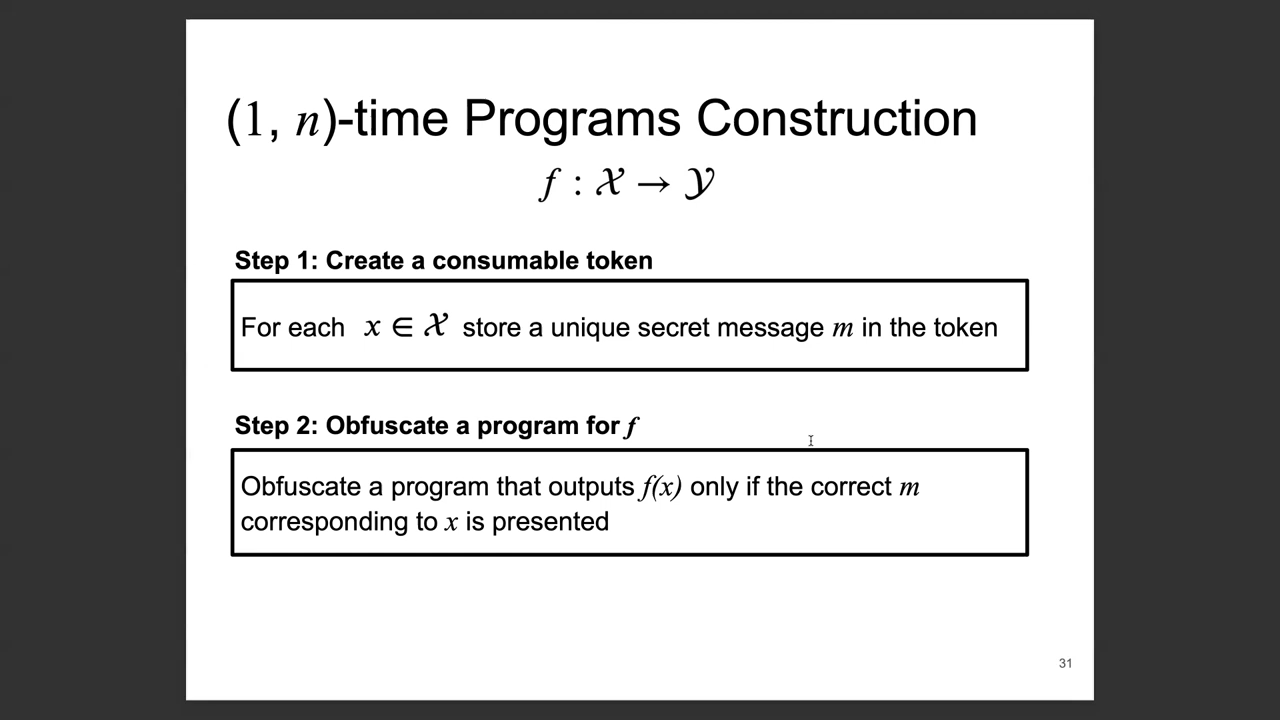 (1, n)-time Programs Construction
f : 𝒳 → 𝒴
Step 1: Create a consumable token
For each x ∈ 𝒳 store a unique secret message m in the token
Step 2: Obfuscate a program for f
Obfuscate a program that outputs f(x) only if the correct m
corresponding to x is presented
31